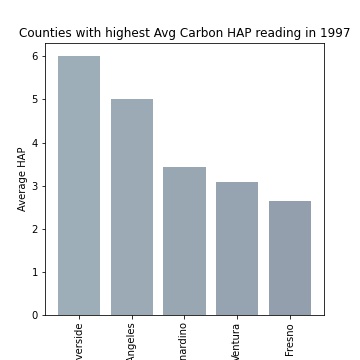 Counties with highest Avg Carbon HAP reading in 1997
Average HAP
6
5
4
3
2
1
0
verside
Angeles
nardino
Ventura
Fresno